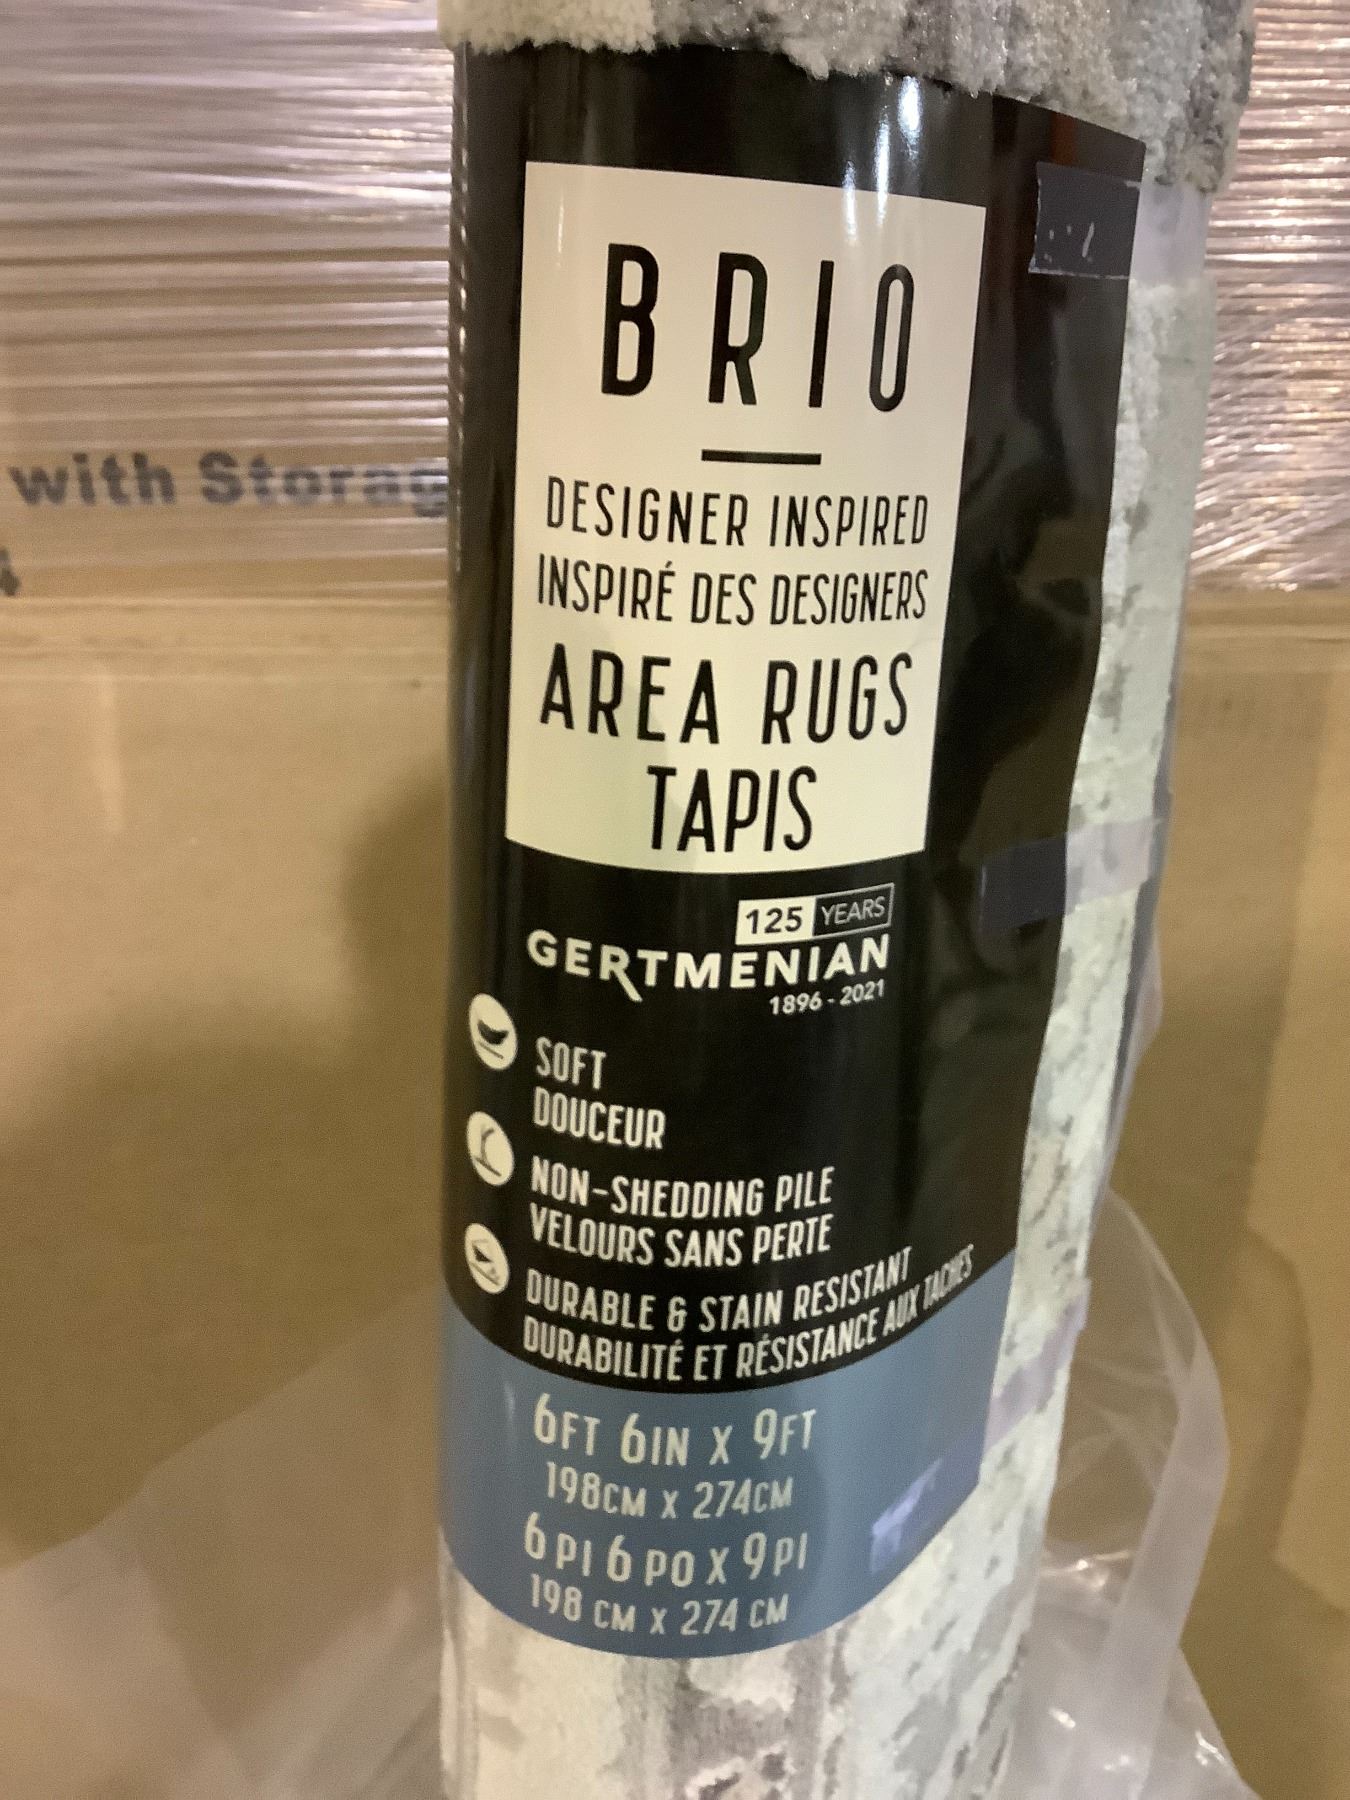 with Storag
BRIO
DESIGNER INSPIRED
INSPIRÉ DES DESIGNERS
AREA RUGS
TAPIS
125 YEARS
GERTMENIAN
1896 - 2021
SOFT
DOUCEUR
NON-SHEDDING PILE
VELOURS SANS PERTE
DURABLE & STAIN RESISTANT
DURABILITÉ ET RÉSISTANCE AUX TACHES
6FT 6IN X 9FT
198CM X 274CM
6 PI 6 PO X 9 PI
198 CM X 274 CM